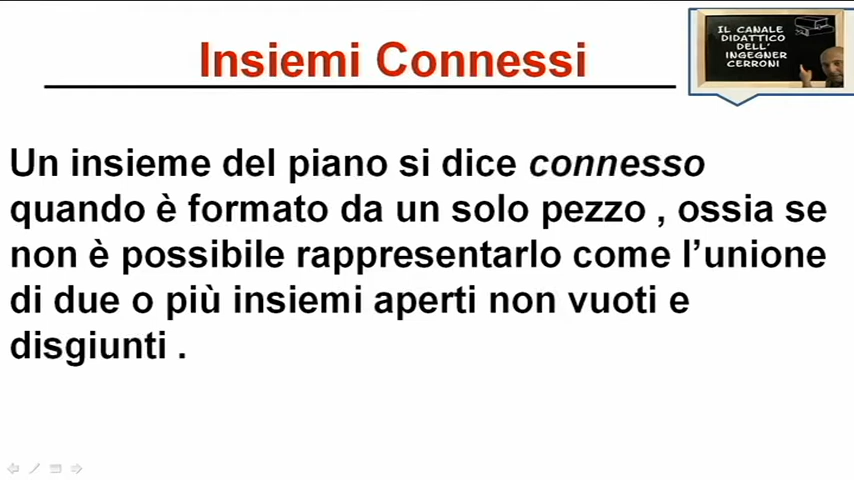 Insiemi Connessi
IL CANALE
DIDATTICO
DELL'
INGEGNER
CERRONI
Un insieme del piano si dice connesso
quando è formato da un solo pezzo , ossia se
non è possibile rappresentarlo come l’unione
di due o più insiemi aperti non vuoti e
disgiunti .